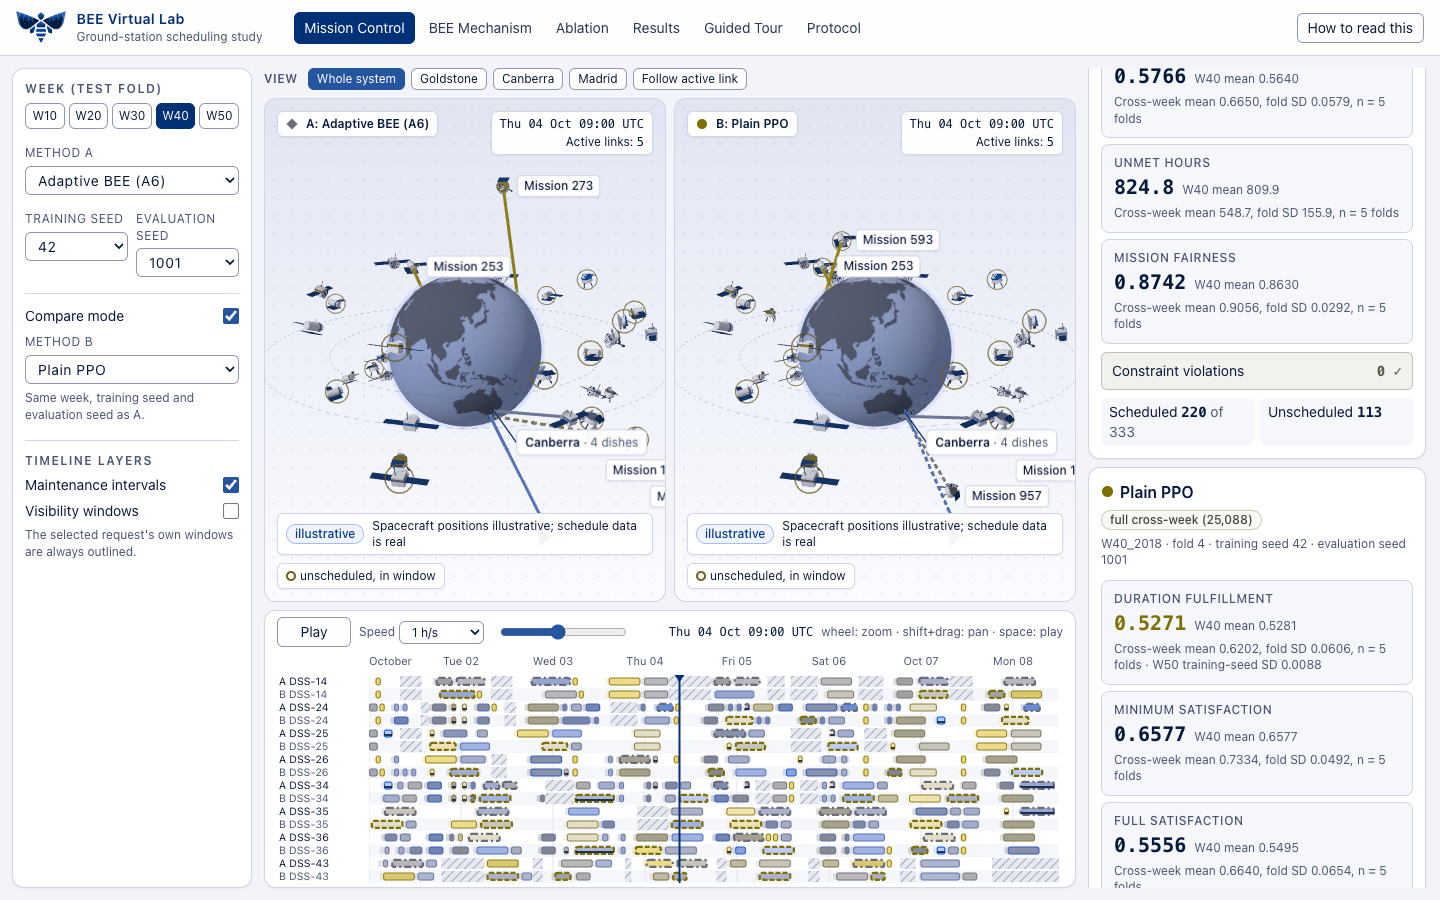 BEE Virtual Lab
Ground-station scheduling study
Mission Control
BEE Mechanism
Ablation
Results
Guided Tour
Protocol
How to read this
WEEK (TEST FOLD)
W10
W20
W30
W40
W50
METHOD A
Adaptive BEE (A6)
TRAINING SEED
42
EVALUATION
SEED
1001
Compare mode
METHOD B
Plain PPO
Same week, training seed and
evaluation seed as A.
TIMELINE LAYERS
Maintenance intervals
Visibility windows
The selected request's own windows
are always outlined.
VIEW
Whole system
Goldstone
Canberra
Madrid
Follow active link
A: Adaptive BEE (A6)
Thu 04 Oct 09:00 UTC
Active links: 5
Mission 273
Mission 253
Canberra · 4 dishes
Mission 1
M
illustrative
Spacecraft positions illustrative; schedule data
is real
unscheduled, in window
B: Plain PPO
Thu 04 Oct 09:00 UTC
Active links: 5
Mission 593
Mission 253
Canberra · 4 dishes
Mission 1
Mission 957
illustrative
Spacecraft positions illustrative; schedule data
is real
unscheduled, in window
Play
Speed
1 h/s
Thu 04 Oct 09:00 UTC
wheel: zoom · shift+drag: pan · space: play
October
Tue 02
Wed 03
Thu 04
Fri 05
Sat 06
Oct 07
Mon 08
A DSS-14
B DSS-14
A DSS-24
B DSS-24
A DSS-25
B DSS-25
A DSS-26
B DSS-26
A DSS-34
B DSS-34
A DSS-35
B DSS-35
A DSS-36
B DSS-36
A DSS-43
B DSS-43
0.5766 W40 mean 0.5640
Cross-week mean 0.6650, fold SD 0.0579, n = 5
folds
UNMET HOURS
824.8 W40 mean 809.9
Cross-week mean 548.7, fold SD 155.9, n = 5 folds
MISSION FAIRNESS
0.8742 W40 mean 0.8630
Cross-week mean 0.9056, fold SD 0.0292, n = 5
folds
Constraint violations 0 ✓
Scheduled 220 of
333
Unscheduled 113
Plain PPO
full cross-week (25,088)
W40_2018 · fold 4 · training seed 42 · evaluation seed
1001
DURATION FULFILLMENT
0.5271 W40 mean 0.5281
Cross-week mean 0.6202, fold SD 0.0606, n = 5
folds · W50 training-seed SD 0.0088
MINIMUM SATISFACTION
0.6577 W40 mean 0.6577
Cross-week mean 0.7334, fold SD 0.0492, n = 5
folds
FULL SATISFACTION
0.5556 W40 mean 0.5495
Cross-week mean 0.6640, fold SD 0.0654, n = 5
folds